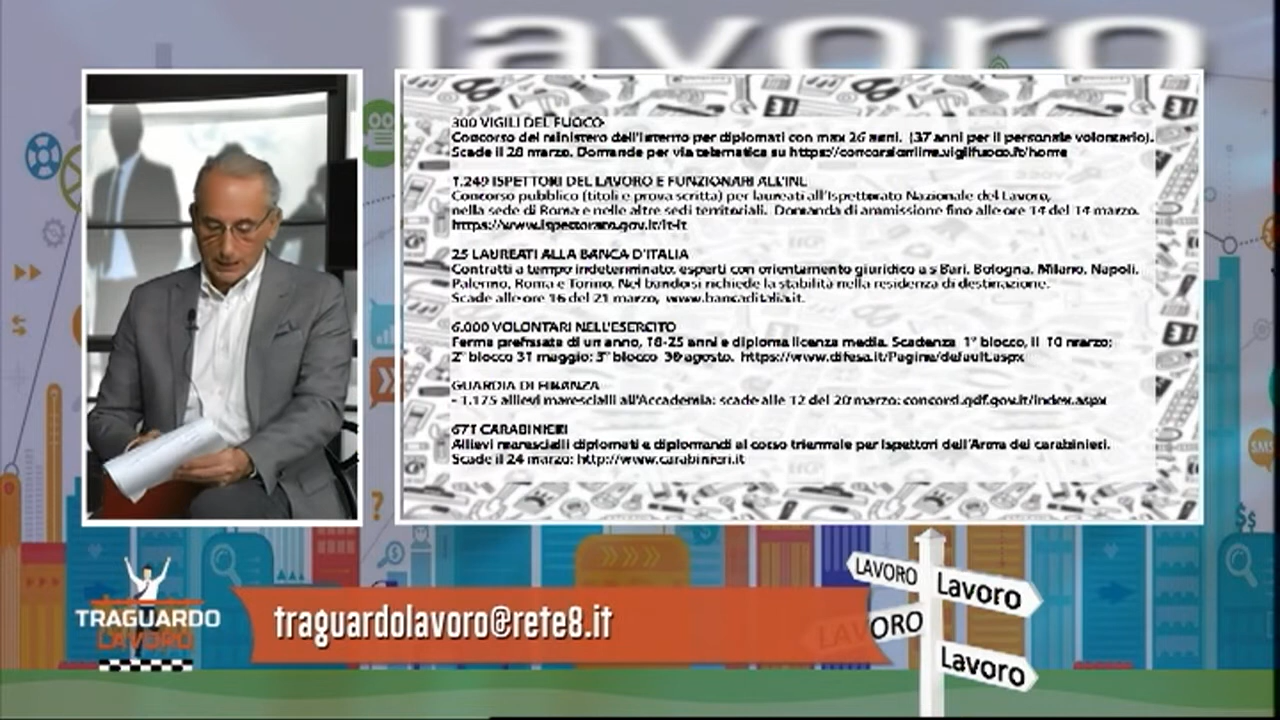 lavoro
300 VIGILI DEL FUOCO
Concorso del ministero dell'Interno per diplomati con max 26 anni. (37 anni per il personale volontario).
Scade il 28 marzo. Domande per via telematica su https://concorsionline.vigilfuoco.it/home
1.249 ISPETTORI DEL LAVORO E FUNZIONARI ALL'INL
Concorso pubblico (titoli e prova scritta) per laureati all'Ispettorato Nazionale del Lavoro,
nella sede di Roma e nelle altre sedi territoriali. Domanda di ammissione fino alle ore 14 del 14 marzo.
https://www.ispettorato.gov.it/it-it
25 LAUREATI ALLA BANCA D'ITALIA
Contratti a tempo indeterminato: esperti con orientamento giuridico a s Bari, Bologna, Milano, Napoli,
Palermo, Roma e Torino. Nel bando si richiede la stabilità nella residenza di destinazione.
Scade alle ore 16 del 21 marzo, www.bancaditalia.it.
6.000 VOLONTARI NELL'ESERCITO
Ferma prefissata di un anno, 18-25 anni e diploma licenza media. Scadenza 1° blocco, il 10 marzo;
2° blocco 31 maggio; 3° blocco 30 agosto. https://www.difesa.it/Pagine/default.aspx
GUARDIA DI FINANZA
- 1.175 allievi marescialli all'Accademia: scade alle 12 del 20 marzo: concorsi.gdf.gov.it/index.aspx
671 CARABINIERI
Allievi marescialli diplomati e diplomandi al corso triennale per ispettori dell'Arma dei carabinieri.
Scade il 24 marzo: http://www.carabinieri.it
TRAGUARDO
LAVORO
traguardolavoro@rete8.it
LAVORO
Lavoro
LAVORO
Lavoro
SMS